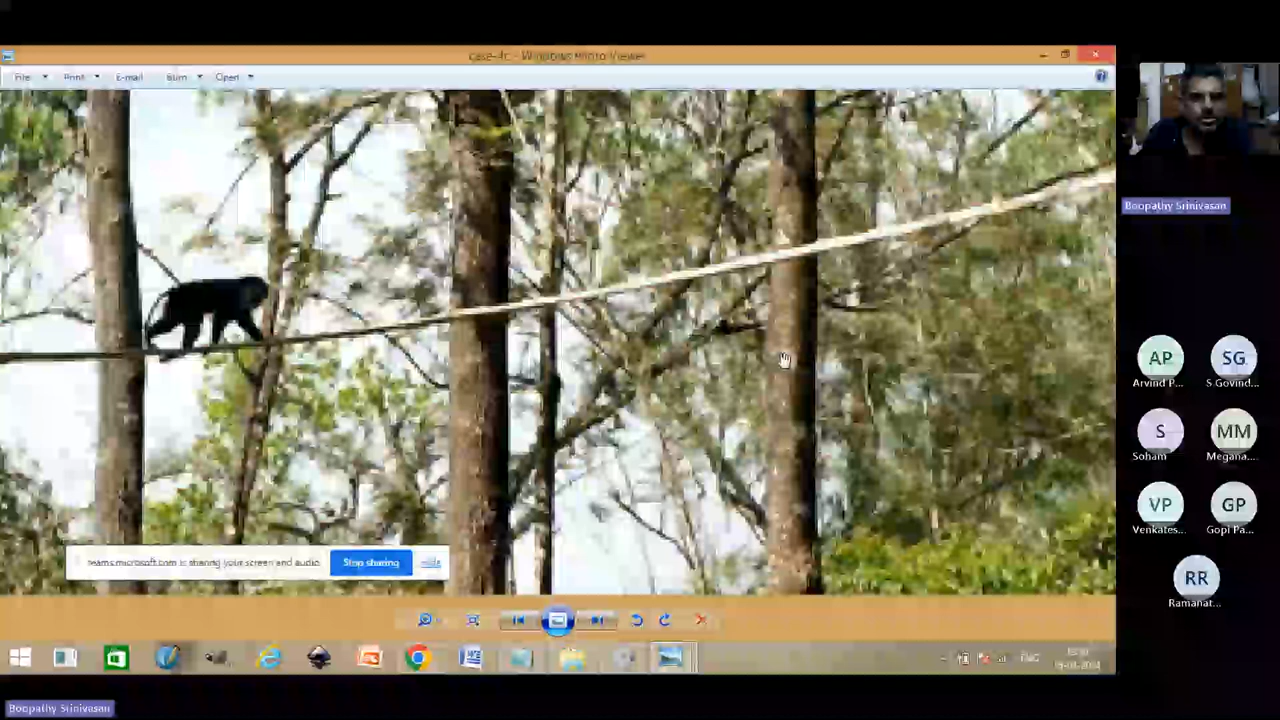 case-4c - Windows Photo Viewer
File Print E-mail Burn Open
Boopathy Srinivasan
AP SG
Arvind P... S Govind...
S MM
Soham Megana...
VP GP
Venkates... Gopi Pa...
RR
Ramanat...
teams.microsoft.com is sharing your screen and audio. Stop sharing Hide
ENG
Boopathy Srinivasan